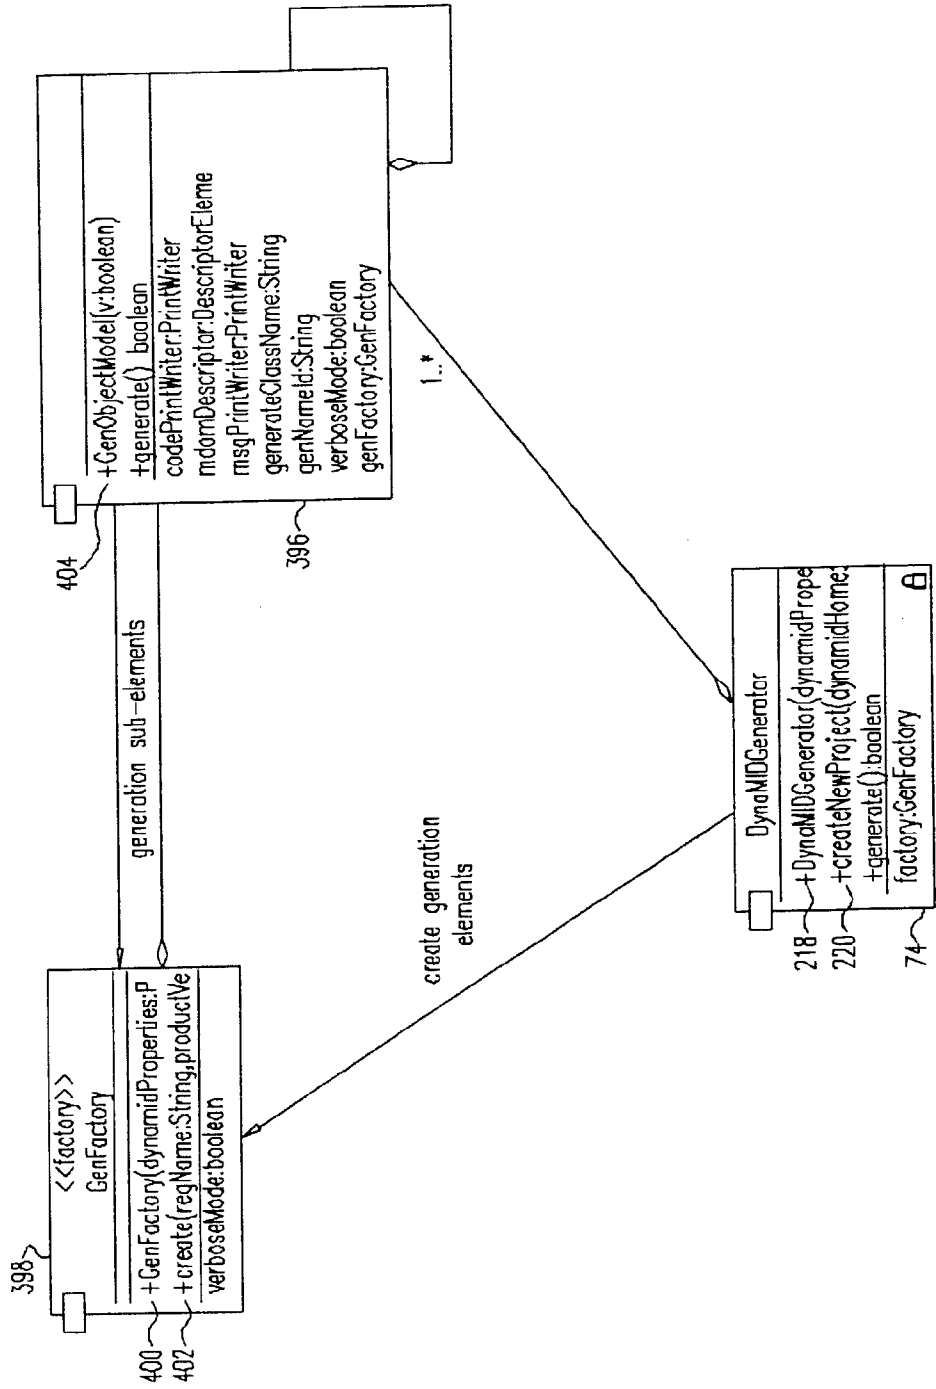 398
<<factory>>
GenFactory
400
+GenFactory(dynamidProperties:P
402
+create(regName:String,productVe
verboseMode:boolean
generation sub-elements
404
+GenObjectModel(v:boolean)
+generate() boolean
codePrintWriter:PrintWriter
mdomDescriptor:DescriptorEleme
msgPrintWriter:PrintWriter
generateClassName:String
genNameId:String
verboseMode:boolean
genFactory:GenFactory
396
1..*
create generation
elements
DynaMIDGenerator
218
+DynaMIDGenerator(dynamidPrope
220
+createNewProject(dynamidHome:
+generate():boolean
factory:GenFactory
74